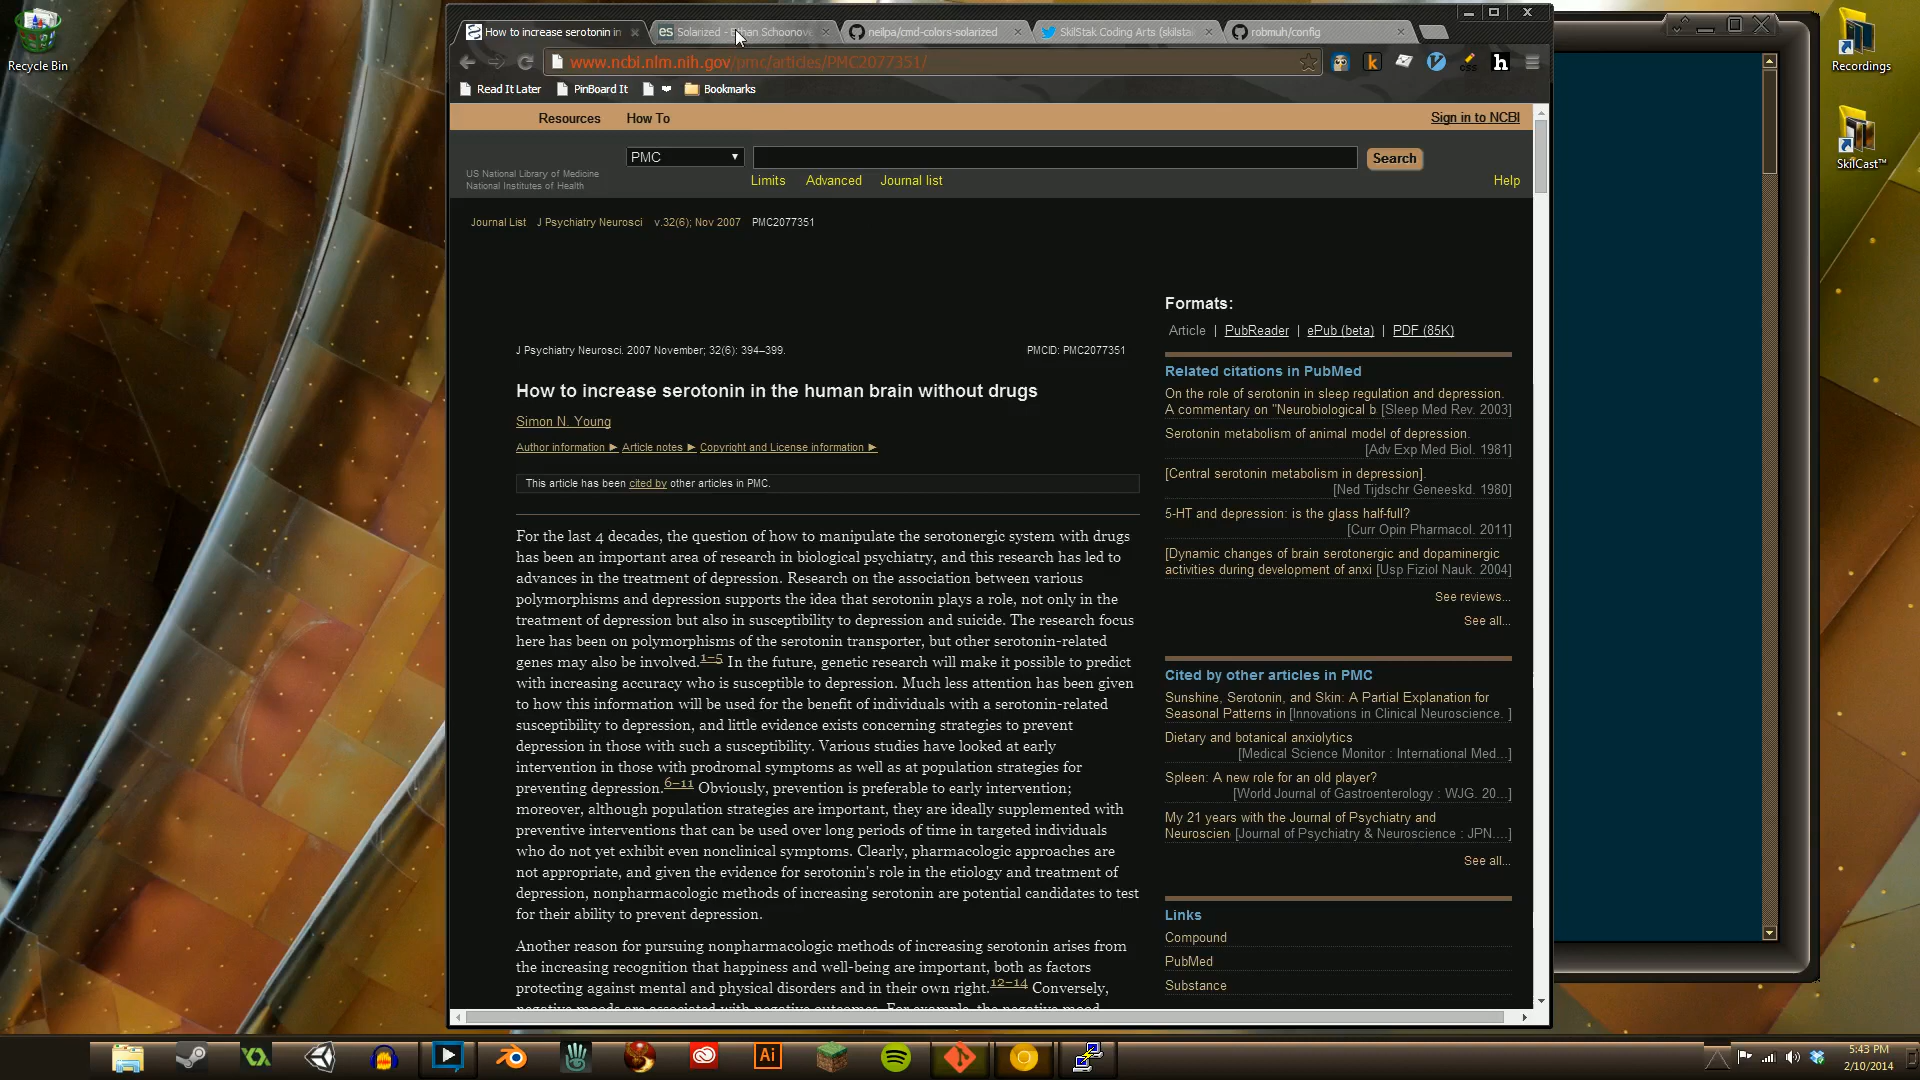 Recycle Bin
How to increase serotonin in
Solarized - Ethan Schoonove
neilpa/cmd-colors-solarized
SkilStak Coding Arts (skilsta
robmuh/config
www.ncbi.nlm.nih.gov/pmc/articles/PMC2077351/
Read It Later
PinBoard It
Bookmarks
Resources
How To
Sign in to NCBI
US National Library of Medicine
National Institutes of Health
PMC
Search
Limits
Advanced
Journal list
Help
Journal List
J Psychiatry Neurosci
v.32(6); Nov 2007
PMC2077351
J Psychiatry Neurosci. 2007 November; 32(6): 394–399.
PMCID: PMC2077351
How to increase serotonin in the human brain without drugs
Simon N. Young
Author information ► Article notes ► Copyright and License information ►
This article has been cited by other articles in PMC.
For the last 4 decades, the question of how to manipulate the serotonergic system with drugs
has been an important area of research in biological psychiatry, and this research has led to
advances in the treatment of depression. Research on the association between various
polymorphisms and depression supports the idea that serotonin plays a role, not only in the
treatment of depression but also in susceptibility to depression and suicide. The research focus
here has been on polymorphisms of the serotonin transporter, but other serotonin-related
genes may also be involved.1–5 In the future, genetic research will make it possible to predict
with increasing accuracy who is susceptible to depression. Much less attention has been given
to how this information will be used for the benefit of individuals with a serotonin-related
susceptibility to depression, and little evidence exists concerning strategies to prevent
depression in those with such a susceptibility. Various studies have looked at early
intervention in those with prodromal symptoms as well as at population strategies for
preventing depression.6–11 Obviously, prevention is preferable to early intervention;
moreover, although population strategies are important, they are ideally supplemented with
preventive interventions that can be used over long periods of time in targeted individuals
who do not yet exhibit even nonclinical symptoms. Clearly, pharmacologic approaches are
not appropriate, and given the evidence for serotonin's role in the etiology and treatment of
depression, nonpharmacologic methods of increasing serotonin are potential candidates to test
for their ability to prevent depression.
Another reason for pursuing nonpharmacologic methods of increasing serotonin arises from
the increasing recognition that happiness and well-being are important, both as factors
protecting against mental and physical disorders and in their own right.12–14 Conversely,
negative moods are associated with negative outcomes. For example, the negative mood
Formats:
Article | PubReader | ePub (beta) | PDF (85K)
Related citations in PubMed
On the role of serotonin in sleep regulation and depression.
A commentary on "Neurobiological b [Sleep Med Rev. 2003]
Serotonin metabolism of animal model of depression.
[Adv Exp Med Biol. 1981]
[Central serotonin metabolism in depression].
[Ned Tijdschr Geneeskd. 1980]
5-HT and depression: is the glass half-full?
[Curr Opin Pharmacol. 2011]
[Dynamic changes of brain serotonergic and dopaminergic
activities during development of anxi [Usp Fiziol Nauk. 2004]
See reviews...
See all...
Cited by other articles in PMC
Sunshine, Serotonin, and Skin: A Partial Explanation for
Seasonal Patterns in [Innovations in Clinical Neuroscience. ]
Dietary and botanical anxiolytics
[Medical Science Monitor : International Med...]
Spleen: A new role for an old player?
[World Journal of Gastroenterology : WJG. 20...]
My 21 years with the Journal of Psychiatry and
Neuroscien [Journal of Psychiatry & Neuroscience : JPN....]
See all...
Links
Compound
PubMed
Substance
Recordings
SkilCast™
5:43 PM
2/10/2014